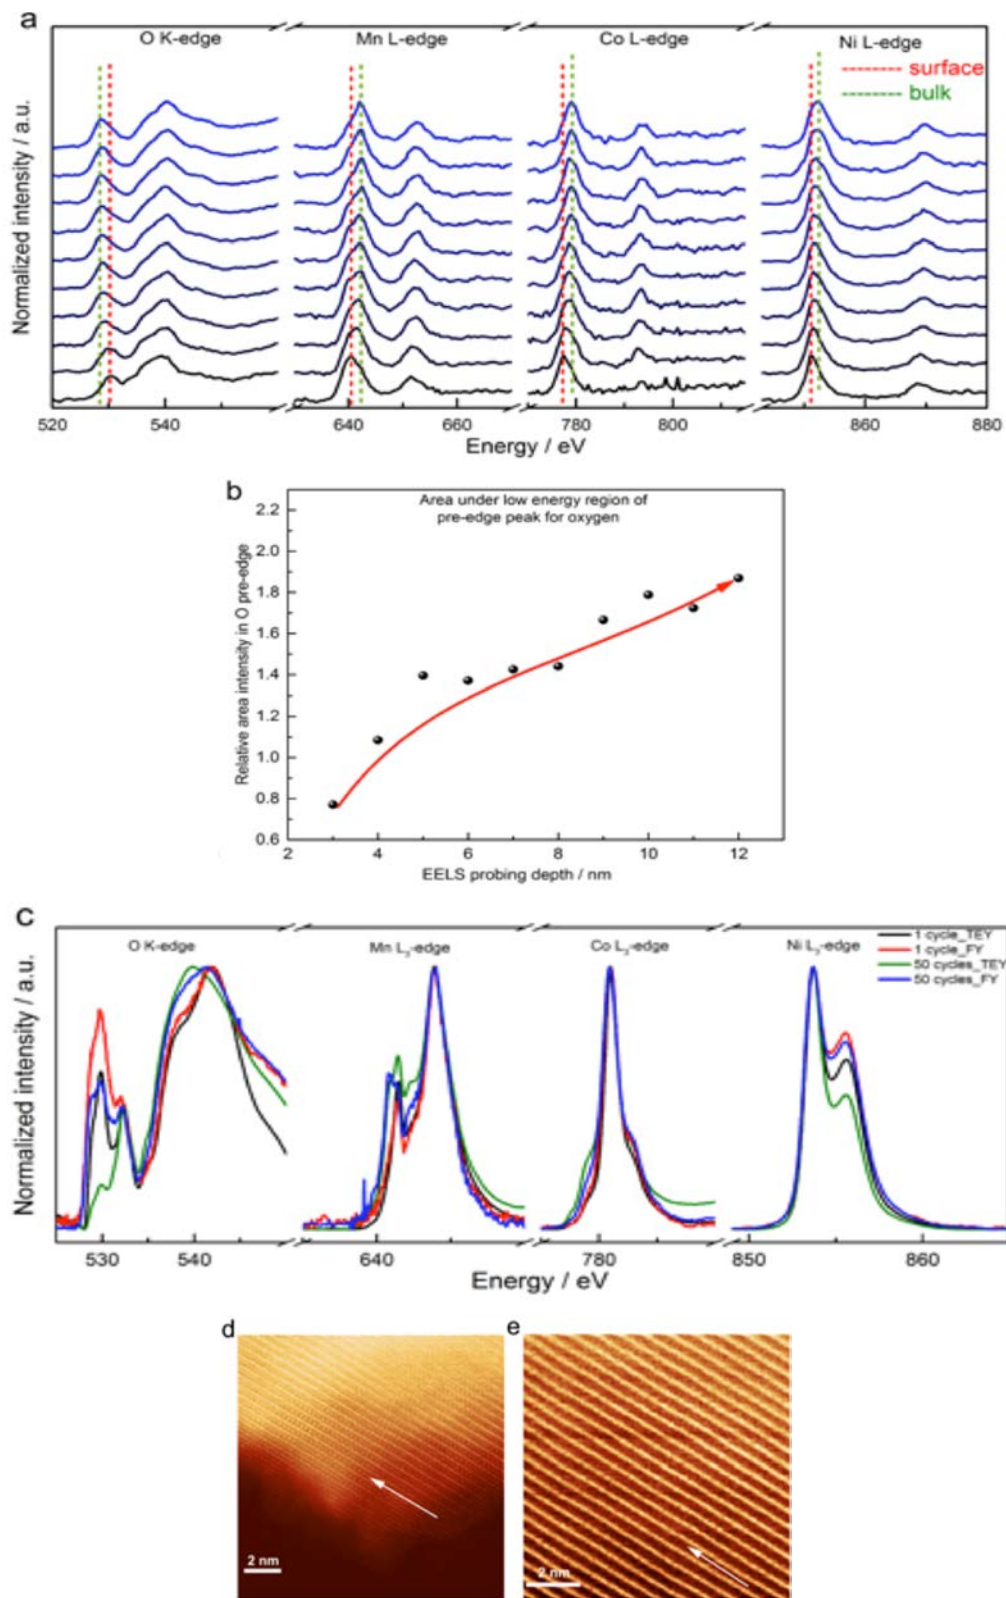 a
O K-edge
Mn L-edge
Co L-edge
Ni L-edge
surface
bulk
Normalized intensity / a.u.
520 540 640 660 780 800 860 880
Energy / eV
b
Area under low energy region of
pre-edge peak for oxygen
Relative area intensity in O pre-edge
2.2
2.0
1.8
1.6
1.4
1.2
1.0
0.8
0.6
2 4 6 8 10 12
EELS probing depth / nm
c
O K-edge
Mn L₃-edge
Co L₃-edge
Ni L₃-edge
1 cycle_TEY
1 cycle_FY
50 cycles_TEY
50 cycles_FY
Normalized intensity / a.u.
530 540 640 780 850 860
Energy / eV
d
2 nm
e
2 nm